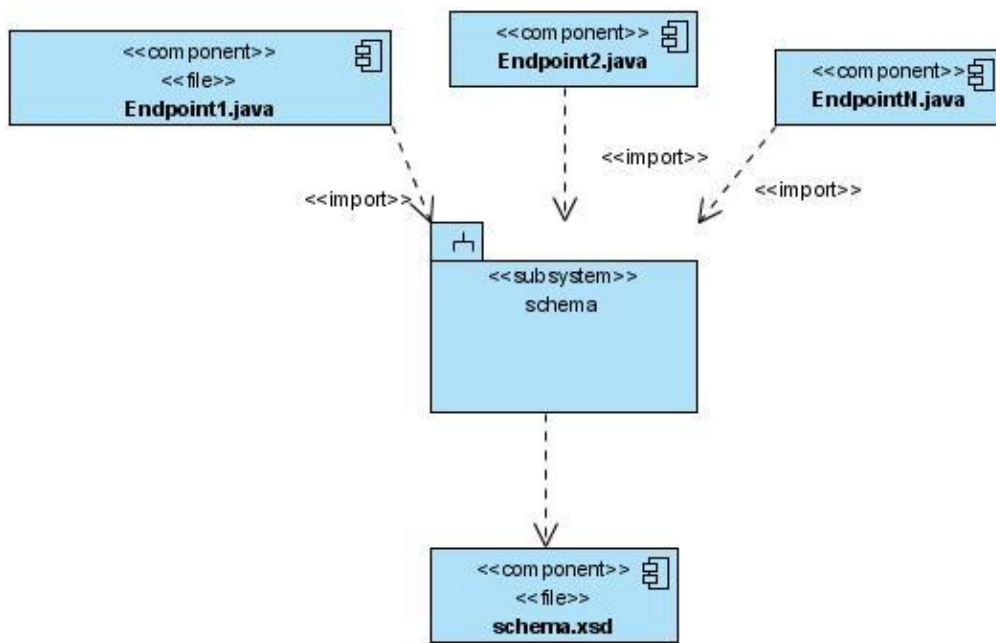 <<component>>
<<file>>
Endpoint1.java
<<component>>
Endpoint2.java
<<component>>
EndpointN.java
<<import>>
<<import>>
<<import>>
<<subsystem>>
schema
<<component>>
<<file>>
schema.xsd